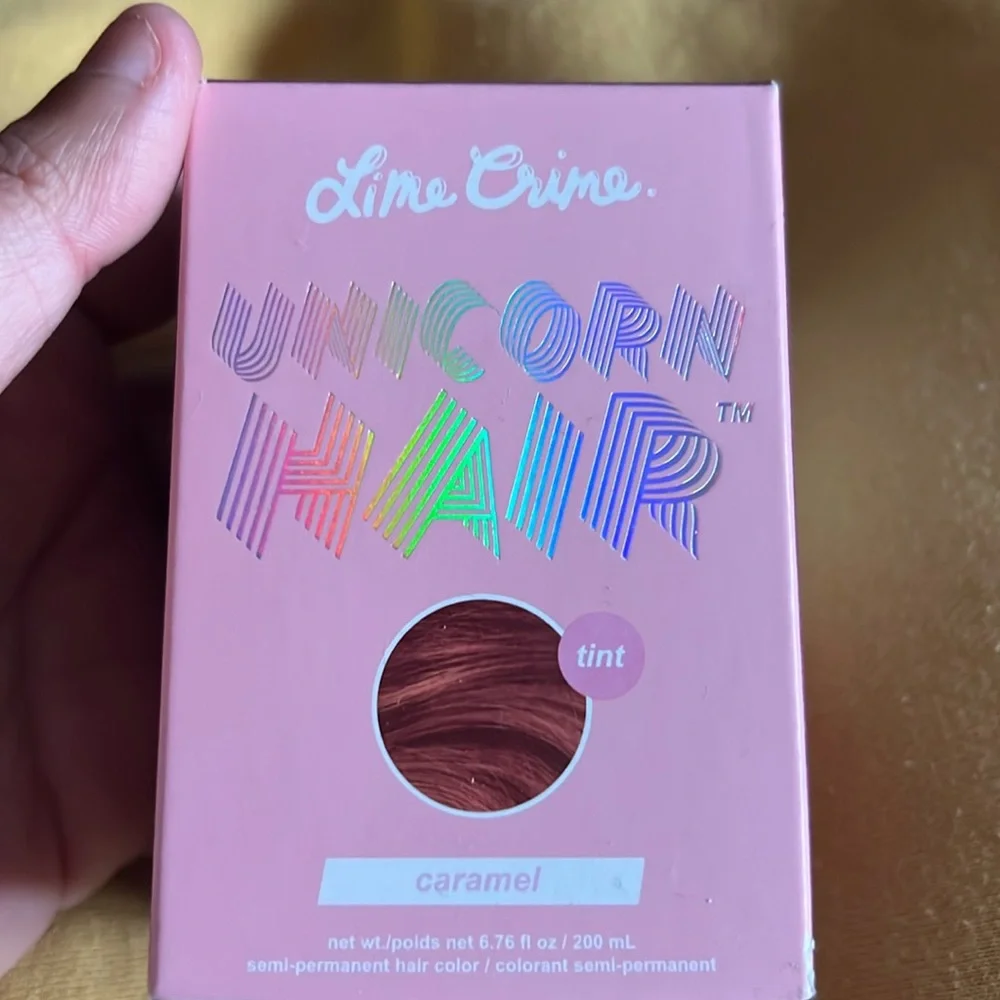 Lime Crime.
UNICORN
HAIR™
tint
caramel
net wt./poids net 6.76 fl oz / 200 mL
semi-permanent hair color / colorant semi-permanent